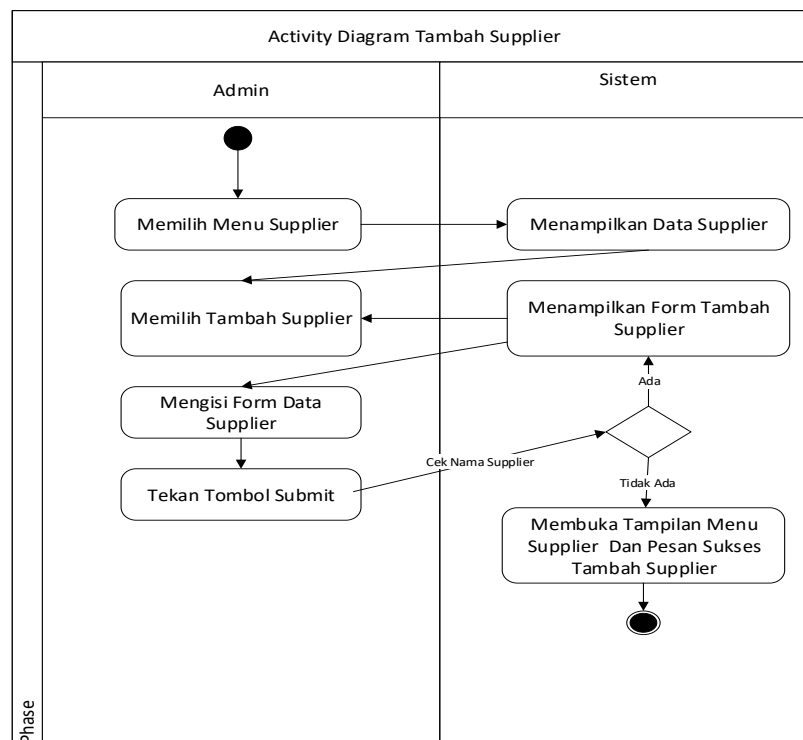 Activity Diagram Tambah Supplier
Admin
Sistem
Memilih Menu Supplier
Menampilkan Data Supplier
Memilih Tambah Supplier
Menampilkan Form Tambah
Supplier
Ada
Mengisi Form Data
Supplier
Cek Nama Supplier
Tekan Tombol Submit
Tidak Ada
Membuka Tampilan Menu
Supplier Dan Pesan Sukses
Tambah Supplier
Phase